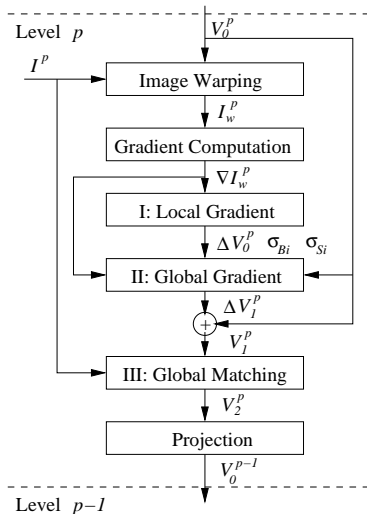 Level p
V_0^p
I^p
Image Warping
I_w^p
Gradient Computation
∇I_w^p
I: Local Gradient
ΔV_0^p σ_Bi σ_Si
II: Global Gradient
ΔV_1^p
+
V_1^p
III: Global Matching
V_2^p
Projection
V_0^{p-1}
Level p-1